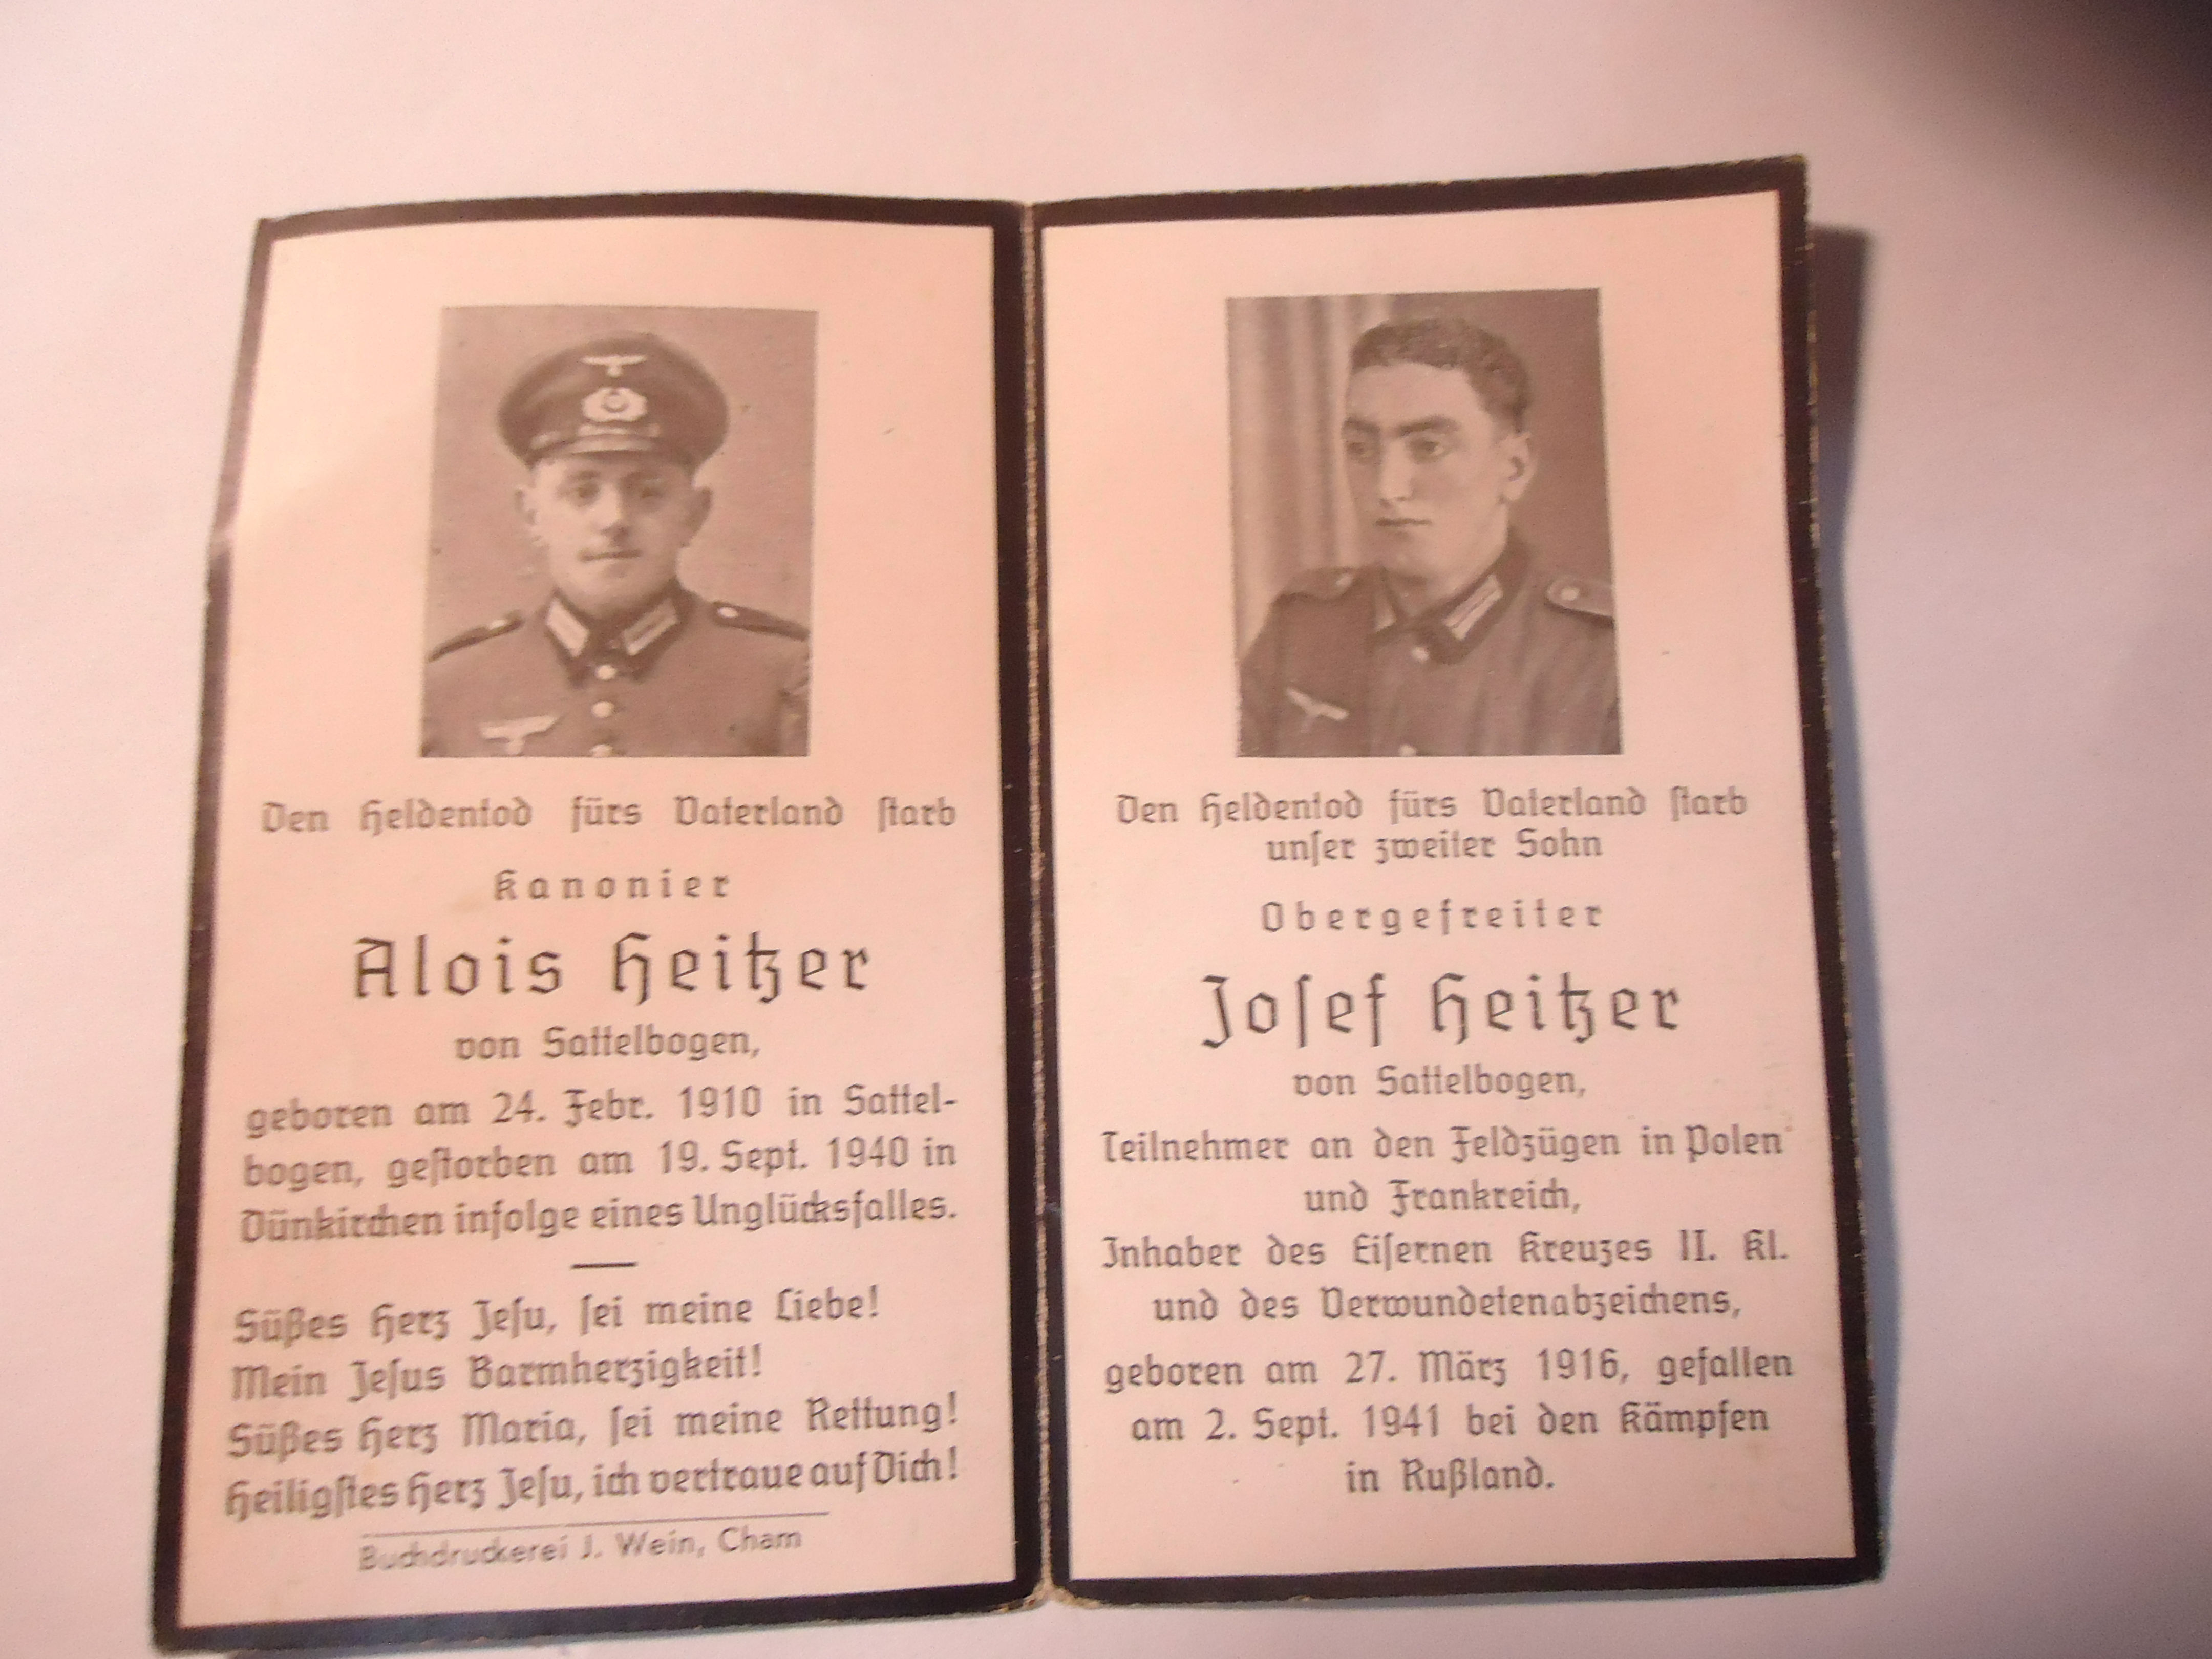 Den Heldentod fürs Vaterland starb
Kanonier
Alois Heitzer
von Sattelbogen,
geboren am 24. Febr. 1910 in Sattel-
bogen, gestorben am 19. Sept. 1940 in
Dünkirchen infolge eines Unglücksfalles.
Süßes Herz Jesu, sei meine Liebe!
Mein Jesus Barmherzigkeit!
Süßes Herz Maria, sei meine Rettung!
Heiligstes Herz Jesu, ich vertraue auf Dich!
Buchdruckerei J. Wein, Cham
Den Heldentod fürs Vaterland starb
unser zweiter Sohn
Obergefreiter
Josef Heitzer
von Sattelbogen,
Teilnehmer an den Feldzügen in Polen
und Frankreich,
Inhaber des Eisernen Kreuzes II. Kl.
und des Verwundetenabzeichens,
geboren am 27. März 1916, gefallen
am 2. Sept. 1941 bei den Kämpfen
in Rußland.